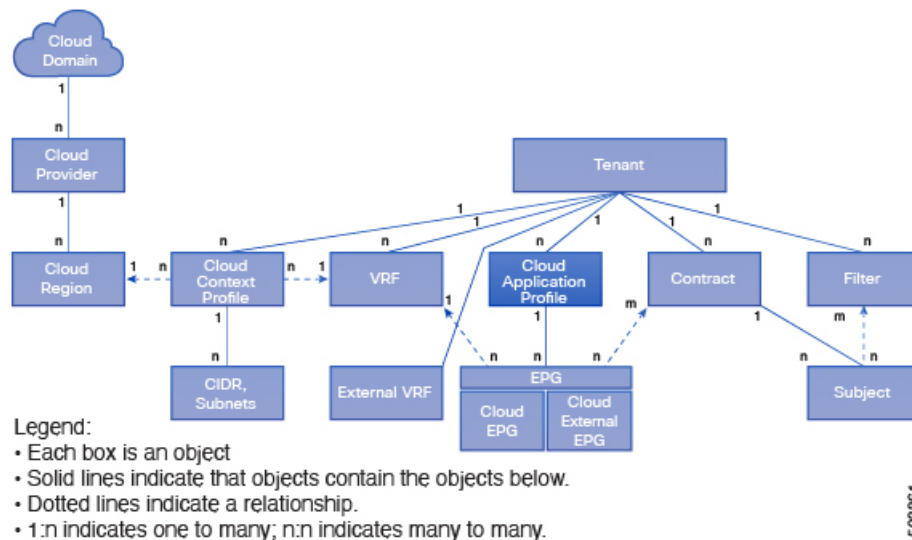 Cloud
Domain
1
n
Cloud
Provider
Tenant
1
1
1
1
1
1
n
n
n
n
n
n
Cloud
Region
1
n
Cloud
Context
Profile
n
1
VRF
Cloud
Application
Profile
Contract
Filter
1
1
m
1
m
1
n
n
n
n
n
n
CIDR,
Subnets
External VRF
EPG
Cloud
EPG
Cloud
External
EPG
Subject
Legend:
• Each box is an object
• Solid lines indicate that objects contain the objects below.
• Dotted lines indicate a relationship.
• 1:n indicates one to many; n:n indicates many to many.